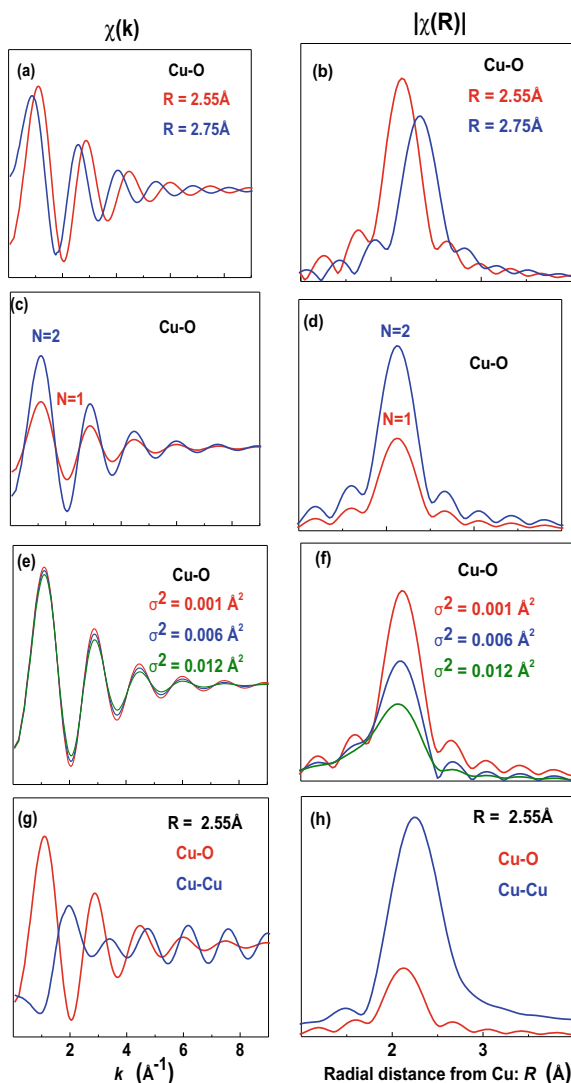 χ(k)
|χ(R)|
(a)
Cu-O
R = 2.55Å
R = 2.75Å
(b)
Cu-O
R = 2.55Å
R = 2.75Å
(c)
Cu-O
N=2
N=1
(d)
N=2
Cu-O
N=1
(e)
Cu-O
σ² = 0.001 Å²
σ² = 0.006 Å²
σ² = 0.012 Å²
(f)
Cu-O
σ² = 0.001 Å²
σ² = 0.006 Å²
σ² = 0.012 Å²
(g)
R = 2.55Å
Cu-O
Cu-Cu
(h)
R = 2.55Å
Cu-O
Cu-Cu
2 4 6 8
k (Å⁻¹)
2 3 4
Radial distance from Cu: R (Å)